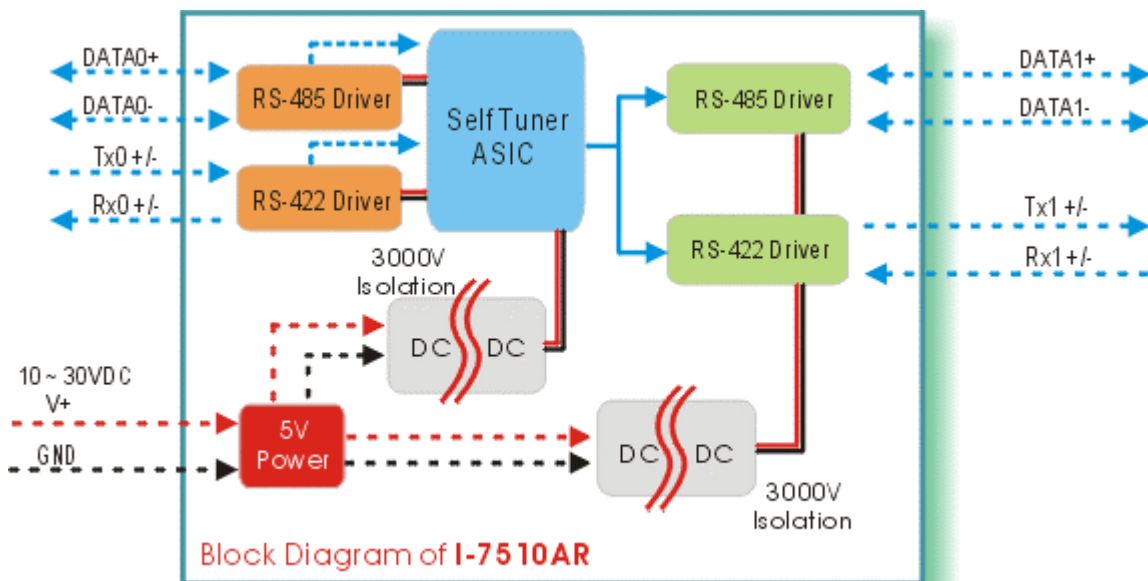 DATA0+
DATA0-
Tx0 +/-
Rx0 +/-
RS-485 Driver
RS-422 Driver
Self Tuner
ASIC
RS-485 Driver
RS-422 Driver
DATA1+
DATA1-
Tx1 +/-
Rx1 +/-
3000V
Isolation
DC DC
10 ~ 30VDC
V+
GND
5V
Power
DC DC
3000V
Isolation
Block Diagram of I-7510AR